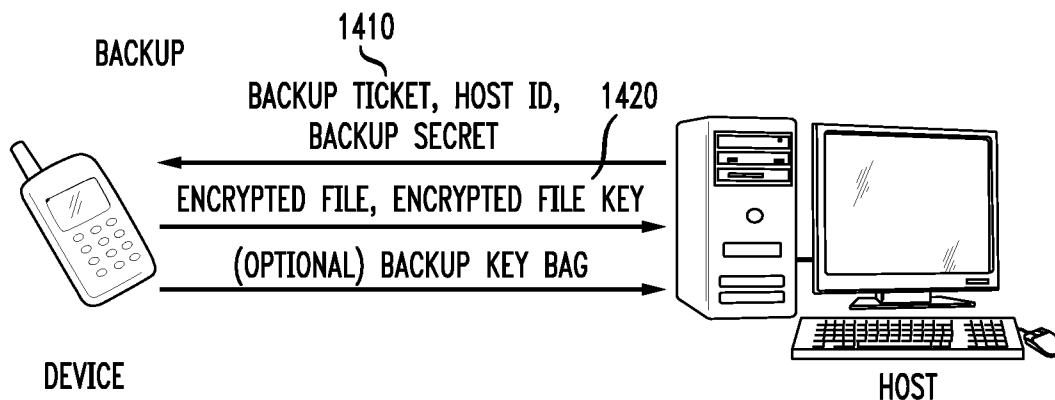 1410
BACKUP
BACKUP TICKET, HOST ID,
1420
BACKUP SECRET
ENCRYPTED FILE, ENCRYPTED FILE KEY
(OPTIONAL) BACKUP KEY BAG
DEVICE
HOST